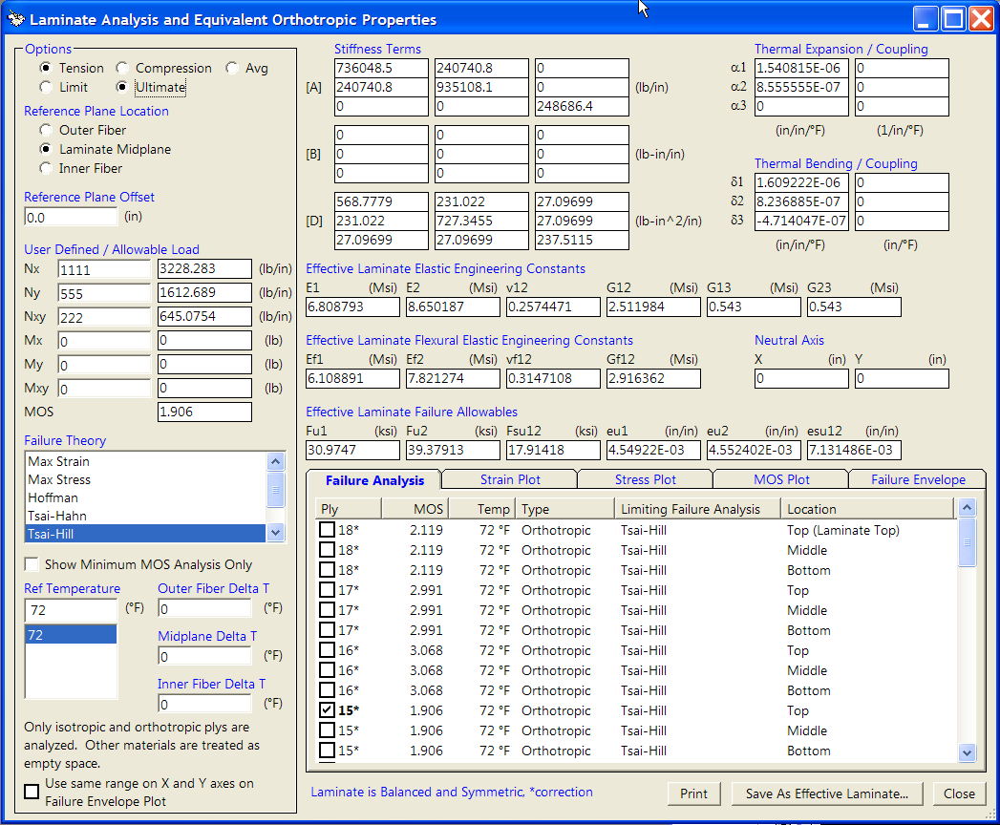 Laminate Analysis and Equivalent Orthotropic Properties
Options
Tension Compression Avg
Limit Ultimate
Reference Plane Location
Outer Fiber
Laminate Midplane
Inner Fiber
Reference Plane Offset
0.0 (in)
User Defined / Allowable Load
Nx 1111 3228.283 (lb/in)
Ny 555 1612.689 (lb/in)
Nxy 222 645.0754 (lb/in)
Mx 0 0 (lb)
My 0 0 (lb)
Mxy 0 0 (lb)
MOS 1.906
Failure Theory
Max Strain
Max Stress
Hoffman
Tsai-Hahn
Tsai-Hill
Show Minimum MOS Analysis Only
Ref Temperature Outer Fiber Delta T
72 (°F) 0 (°F)
72
Midplane Delta T
0 (°F)
Inner Fiber Delta T
0 (°F)
Only isotropic and orthotropic plys are
analyzed. Other materials are treated as
empty space.
Use same range on X and Y axes on
Failure Envelope Plot
Stiffness Terms
736048.5 240740.8 0
[A] 240740.8 935108.1 0 (lb/in)
0 0 248686.4
0 0 0
[B] 0 0 0 (lb-in/in)
0 0 0
568.7779 231.022 27.09699
[D] 231.022 727.3455 27.09699 (lb-in^2/in)
27.09699 27.09699 237.5115
Thermal Expansion / Coupling
α1 1.540815E-06 0
α2 8.555555E-07 0
α3 0 0
(in/in/°F) (1/in/°F)
Thermal Bending / Coupling
δ1 1.609222E-06 0
δ2 8.236885E-07 0
δ3 -4.714047E-07 0
(in/in/°F) (in/°F)
Effective Laminate Elastic Engineering Constants
E1 (Msi) E2 (Msi) v12 G12 (Msi) G13 (Msi) G23 (Msi)
6.808793 8.650187 0.2574471 2.511984 0.543 0.543
Effective Laminate Flexural Elastic Engineering Constants
Ef1 (Msi) Ef2 (Msi) vf12 Gf12 (Msi)
6.108891 7.821274 0.3147108 2.916362
Neutral Axis
X (in) Y (in)
0 0
Effective Laminate Failure Allowables
Fu1 (ksi) Fu2 (ksi) Fsu12 (ksi) eu1 (in/in) eu2 (in/in) esu12 (in/in)
30.9747 39.37913 17.91418 4.54922E-03 4.552402E-03 7.131486E-03
Failure Analysis Strain Plot Stress Plot MOS Plot Failure Envelope
Ply MOS Temp Type Limiting Failure Analysis Location
18* 2.119 72 °F Orthotropic Tsai-Hill Top (Laminate Top)
18* 2.119 72 °F Orthotropic Tsai-Hill Middle
18* 2.119 72 °F Orthotropic Tsai-Hill Bottom
17* 2.991 72 °F Orthotropic Tsai-Hill Top
17* 2.991 72 °F Orthotropic Tsai-Hill Middle
17* 2.991 72 °F Orthotropic Tsai-Hill Bottom
16* 3.068 72 °F Orthotropic Tsai-Hill Top
16* 3.068 72 °F Orthotropic Tsai-Hill Middle
16* 3.068 72 °F Orthotropic Tsai-Hill Bottom
15* 1.906 72 °F Orthotropic Tsai-Hill Top
15* 1.906 72 °F Orthotropic Tsai-Hill Middle
15* 1.906 72 °F Orthotropic Tsai-Hill Bottom
Laminate is Balanced and Symmetric, *correction
Print Save As Effective Laminate... Close